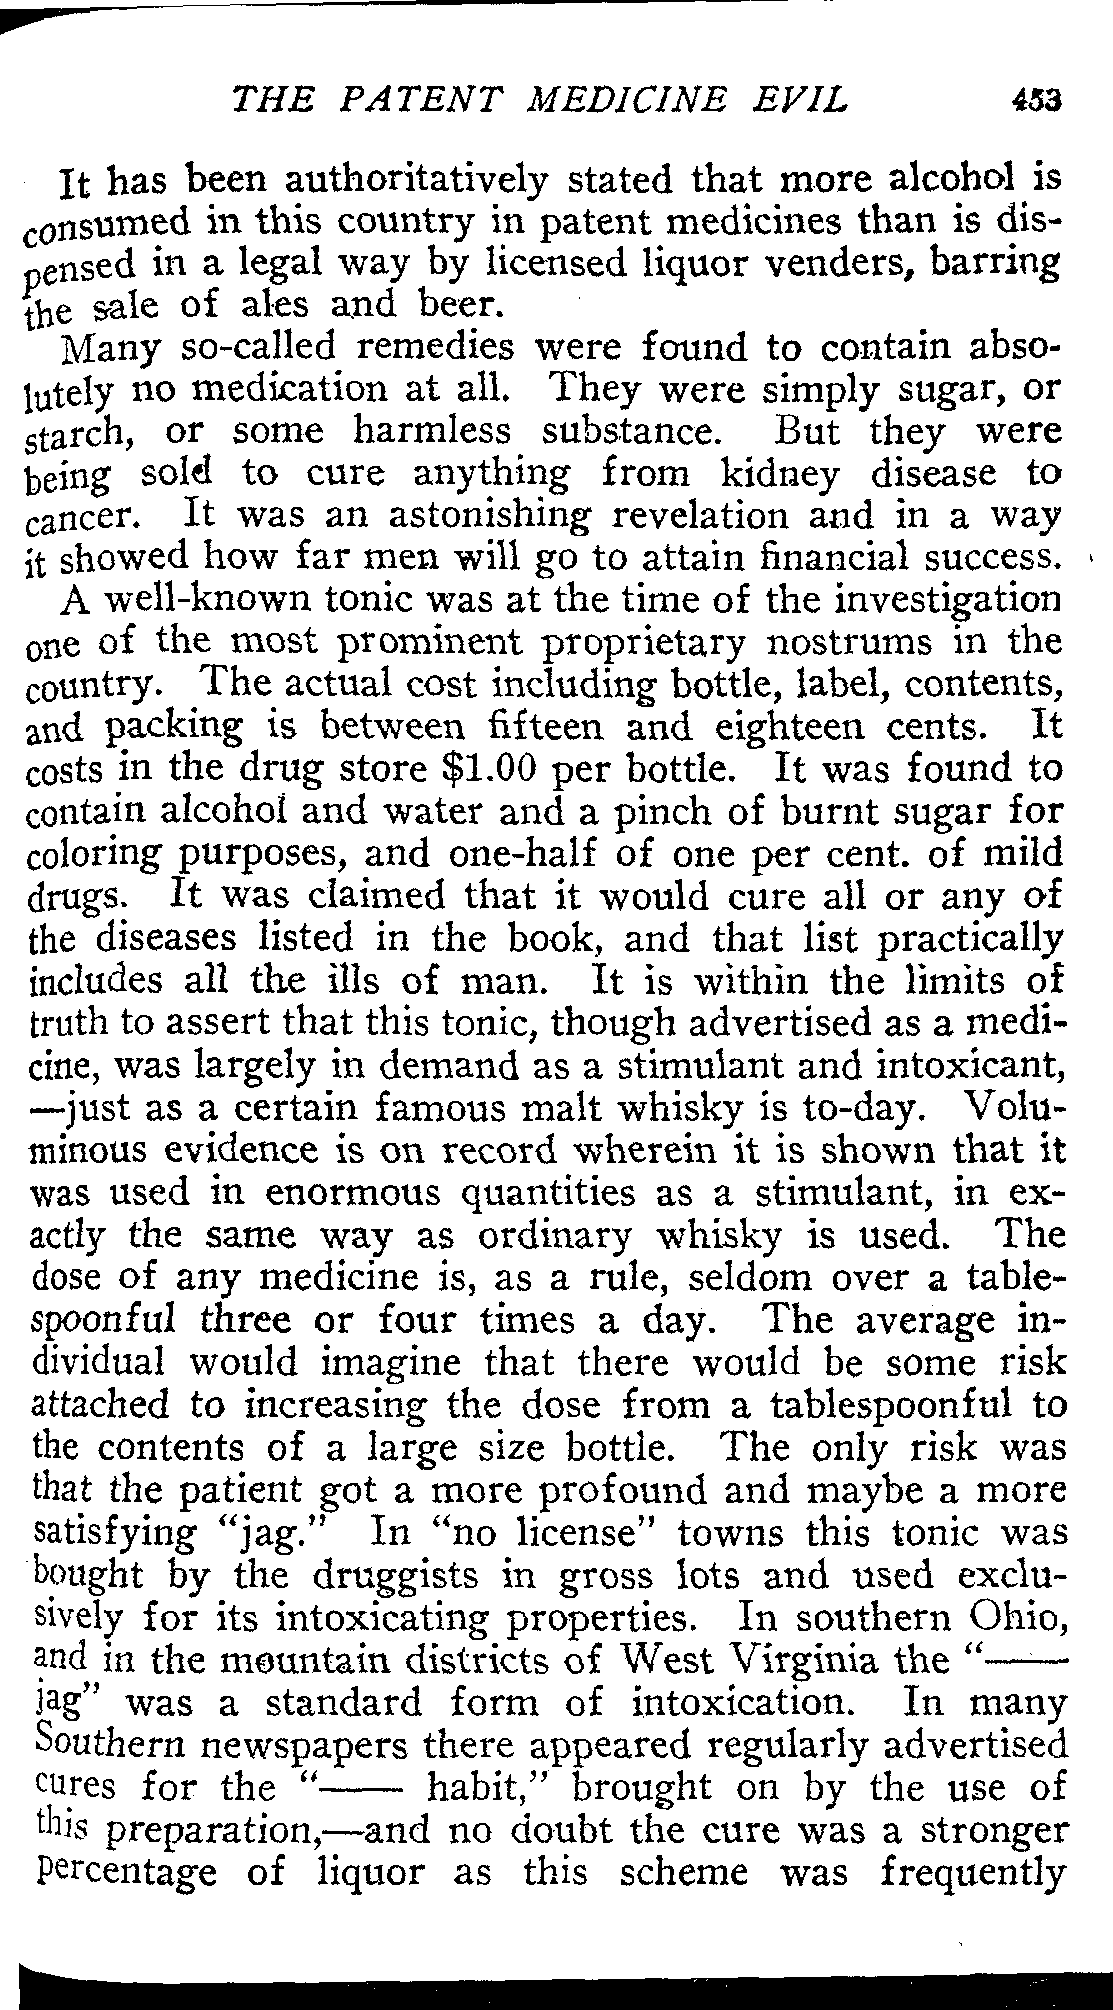 THE PATENT MEDICINE EVIL 453
It has been authoritatively stated that more alcohol is
consumed in this country in patent medicines than is dis-
pensed in a legal way by licensed liquor venders, barring
the sale of ales and beer.
Many so-called remedies were found to contain abso-
lutely no medication at all. They were simply sugar, or
starch, or some harmless substance. But they were
being sold to cure anything from kidney disease to
cancer. It was an astonishing revelation and in a way
it showed how far men will go to attain financial success.
A well-known tonic was at the time of the investigation
one of the most prominent proprietary nostrums in the
country. The actual cost including bottle, label, contents,
and packing is between fifteen and eighteen cents. It
costs in the drug store $1.00 per bottle. It was found to
contain alcohol and water and a pinch of burnt sugar for
coloring purposes, and one-half of one per cent. of mild
drugs. It was claimed that it would cure all or any of
the diseases listed in the book, and that list practically
includes all the ills of man. It is within the limits of
truth to assert that this tonic, though advertised as a medi-
cine, was largely in demand as a stimulant and intoxicant,
—just as a certain famous malt whisky is to-day. Volu-
minous evidence is on record wherein it is shown that it
was used in enormous quantities as a stimulant, in ex-
actly the same way as ordinary whisky is used. The
dose of any medicine is, as a rule, seldom over a table-
spoonful three or four times a day. The average in-
dividual would imagine that there would be some risk
attached to increasing the dose from a tablespoonful to
the contents of a large size bottle. The only risk was
that the patient got a more profound and maybe a more
satisfying "jag." In "no license" towns this tonic was
bought by the druggists in gross lots and used exclu-
sively for its intoxicating properties. In southern Ohio,
and in the mountain districts of West Virginia the "——
jag" was a standard form of intoxication. In many
Southern newspapers there appeared regularly advertised
cures for the "—— habit," brought on by the use of
this preparation,—and no doubt the cure was a stronger
percentage of liquor as this scheme was frequently